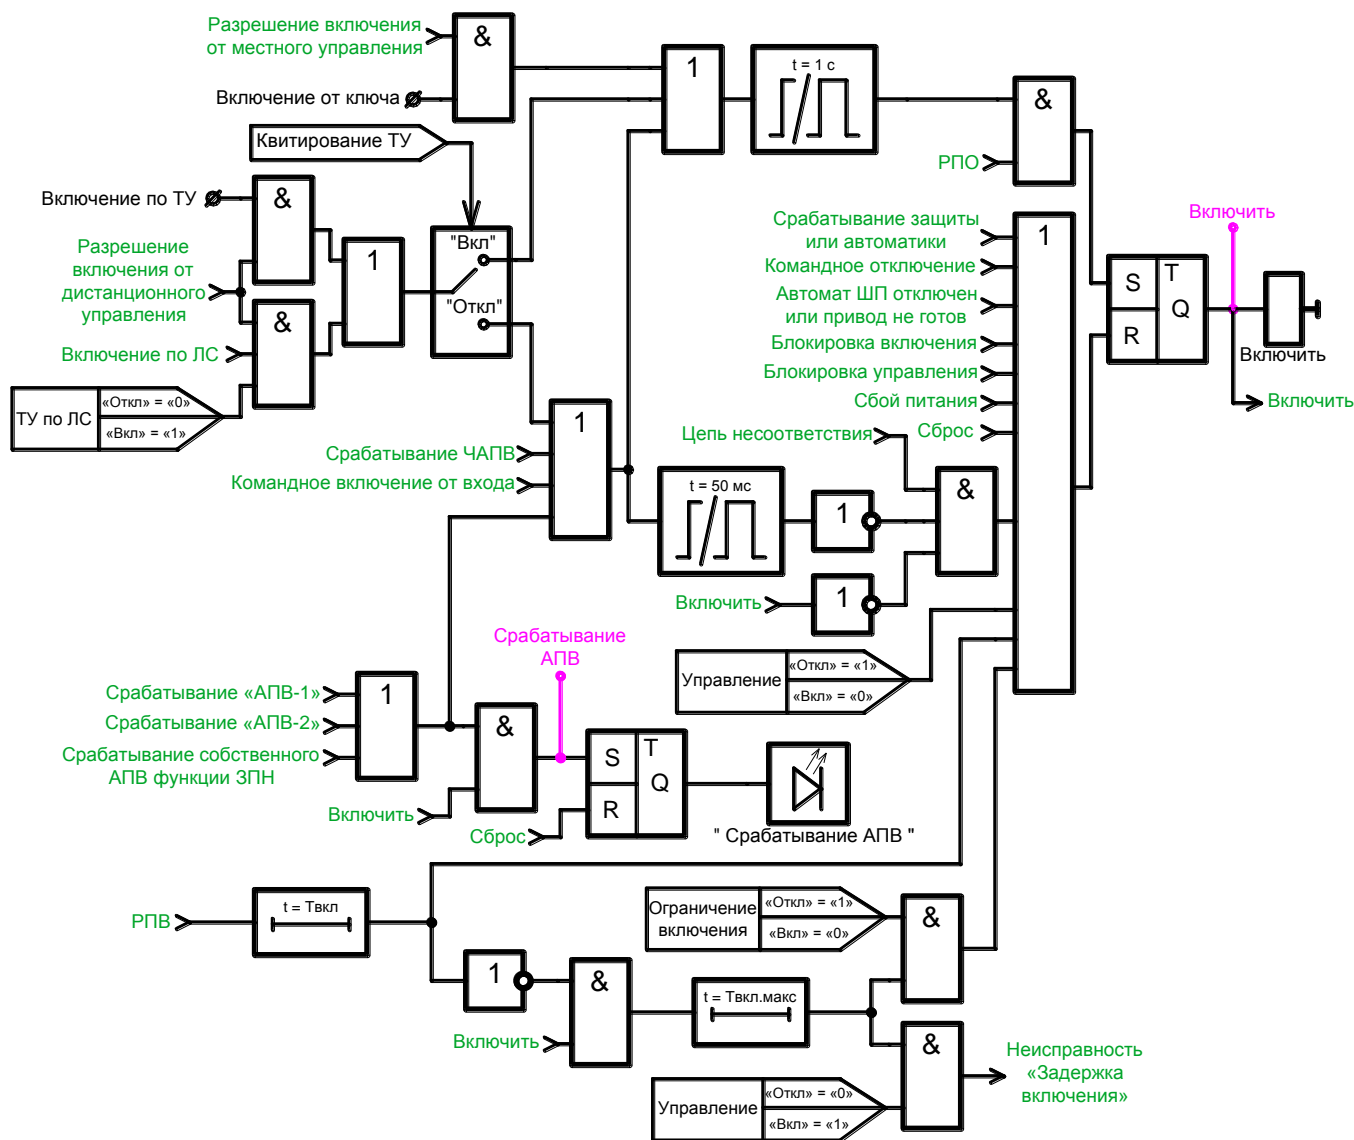 Разрешение включения
от местного управления
&
Включение от ключа
1
t = 1 с
&
РПО
Квитирование ТУ
Включение по ТУ
&
Разрешение
включения от
дистанционного
управления
1
"Вкл"
"Откл"
&
Включение по ЛС
ТУ по ЛС
«Откл» = «0»
«Вкл» = «1»
Срабатывание защиты
или автоматики
Командное отключение
Автомат ШП отключен
или привод не готов
Блокировка включения
Блокировка управления
Сбой питания
Сброс
1
Включить
S
T
R
Q
Включить
Включить
1
Срабатывание ЧАПВ
Командное включение от входа
Цепь несоответствия
t = 50 мс
1
&
Включить
1
Управление
«Откл» = «1»
«Вкл» = «0»
Срабатывание
АПВ
Срабатывание «АПВ-1»
Срабатывание «АПВ-2»
Срабатывание собственного
АПВ функции ЗПН
1
&
Включить
Сброс
S
T
R
Q
" Срабатывание АПВ "
РПВ
t = Твкл
1
&
Включить
t = Твкл.макс
Ограничение
включения
«Откл» = «1»
«Вкл» = «0»
&
&
Управление
«Откл» = «0»
«Вкл» = «1»
Неисправность
«Задержка
включения»